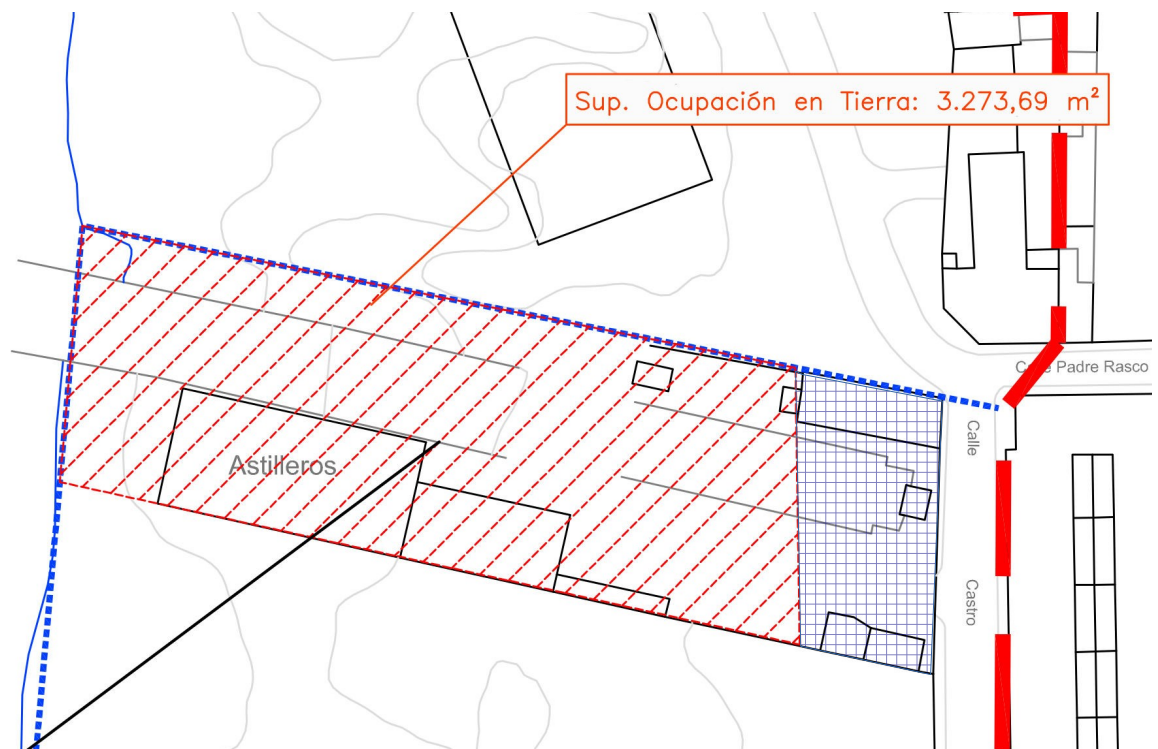 Sup. Ocupación en Tierra: 3.273,69 m²
Padre Rasco
Calle
Astilleros
Castro